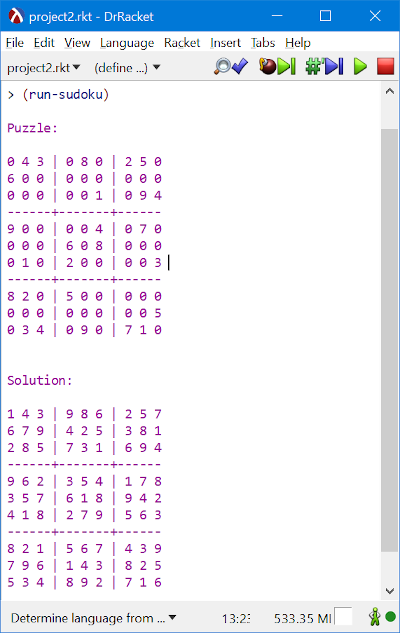 project2.rkt - DrRacket
File Edit View Language Racket Insert Tabs Help
project2.rkt▾ (define ...)▾
> (run-sudoku)
Puzzle:
0 4 3 | 0 8 0 | 2 5 0
6 0 0 | 0 0 0 | 0 0 0
0 0 0 | 0 0 1 | 0 9 4
------+-------+------
9 0 0 | 0 0 4 | 0 7 0
0 0 0 | 6 0 8 | 0 0 0
0 1 0 | 2 0 0 | 0 0 3
------+-------+------
8 2 0 | 5 0 0 | 0 0 0
0 0 0 | 0 0 0 | 0 0 5
0 3 4 | 0 9 0 | 7 1 0
Solution:
1 4 3 | 9 8 6 | 2 5 7
6 7 9 | 4 2 5 | 3 8 1
2 8 5 | 7 3 1 | 6 9 4
------+-------+------
9 6 2 | 3 5 4 | 1 7 8
3 5 7 | 6 1 8 | 9 4 2
4 1 8 | 2 7 9 | 5 6 3
------+-------+------
8 2 1 | 5 6 7 | 4 3 9
7 9 6 | 1 4 3 | 8 2 5
5 3 4 | 8 9 2 | 7 1 6
Determine language from ... ▾ 13:23 533.35 MI